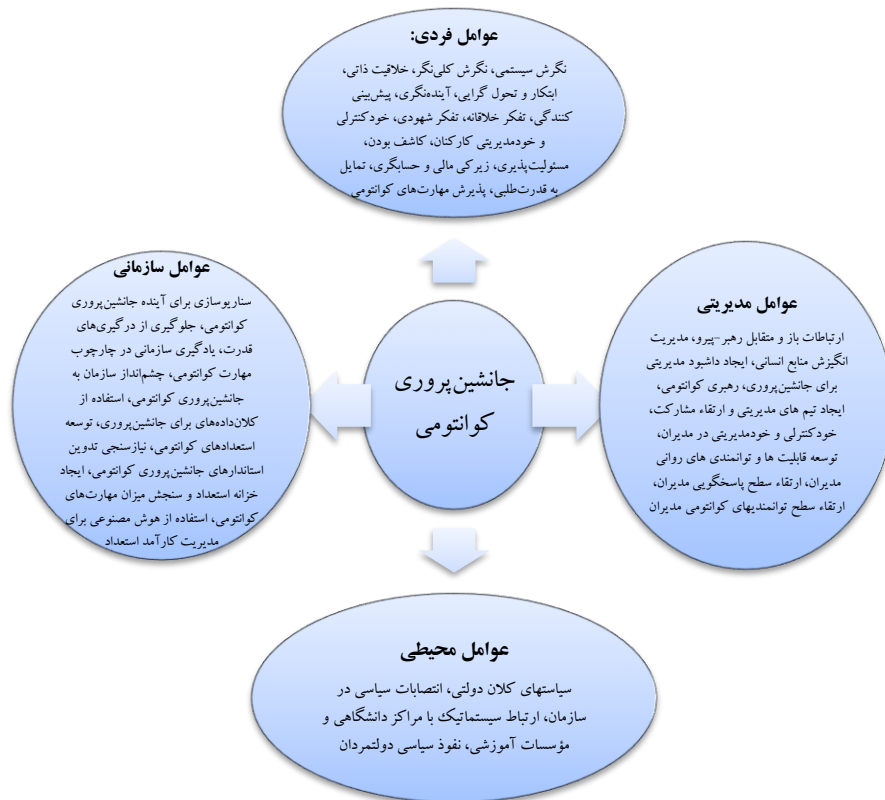 عوامل فردی:
نگرش سیستمی، نگرش کلی‌نگر، خلاقیت ذاتی،
ابتکار و تحول گرایی، آینده‌نگری، پیش‌بینی
کنندگی، تفکر خلاقانه، تفکر شهودی، خودکنترلی
و خودمدیریتی کارکنان، کاشف بودن،
مسئولیت‌پذیری، زیرکی مالی و حسابگری، تمایل
به قدرت‌طلبی، پذیرش مهارت‌های کوانتومی
عوامل مدیریتی
ارتباطات باز و متقابل رهبر-پیرو، مدیریت
انگیزش منابع انسانی، ایجاد داشبود مدیریتی
برای جانشین‌پروری، رهبری کوانتومی،
ایجاد تیم های مدیریتی و ارتقاء مشارکت،
خودکنترلی و خودمدیریتی در مدیران،
توسعه قابلیت ها و توانمندی های روانی
مدیران، ارتقاء سطح پاسخگویی مدیران،
ارتقاء سطح توانمندیهای کوانتومی مدیران
جانشین‌پروری
کوانتومی
عوامل سازمانی
سناریوسازی برای آینده جانشین‌پروری
کوانتومی، جلوگیری از درگیری‌های
قدرت، یادگیری سازمانی در چارچوب
مهارت کوانتومی، چشم‌انداز سازمان به
جانشین‌پروری کوانتومی، استفاده از
کلان‌داده‌های برای جانشین‌پروری، توسعه
استعدادهای کوانتومی، نیازسنجی تدوین
استاندارهای جانشین‌پروری کوانتومی، ایجاد
خزانه استعداد و سنجش میزان مهارت‌های
کوانتومی، استفاده از هوش مصنوعی برای
مدیریت کارآمد استعداد
عوامل محیطی
سیاستهای کلان دولتی، انتصابات سیاسی در
سازمان، ارتباط سیستماتیک با مراکز دانشگاهی و
مؤسسات آموزشی، نفوذ سیاسی دولتمردان